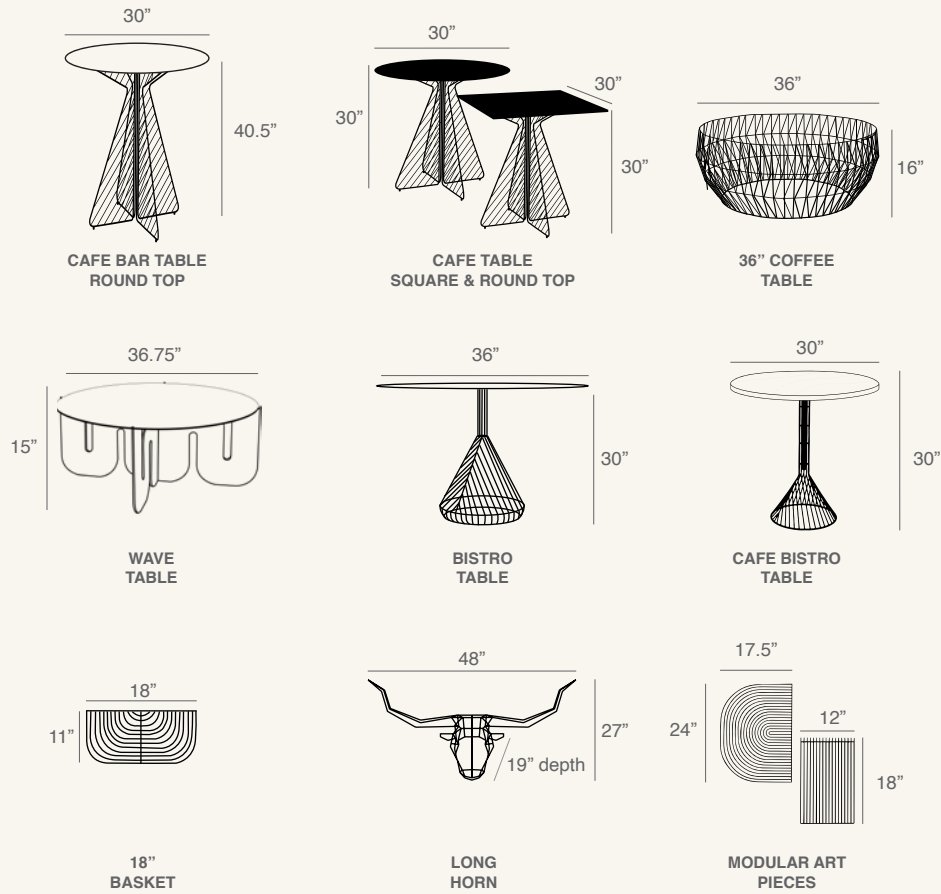 30”
40.5”
CAFE BAR TABLE
ROUND TOP
30”
30”
30”
30”
CAFE TABLE
SQUARE & ROUND TOP
36”
16”
36” COFFEE
TABLE
36.75”
15”
WAVE
TABLE
36”
30”
BISTRO
TABLE
30”
30”
CAFE BISTRO
TABLE
18”
11”
18”
BASKET
48”
27”
19” depth
LONG
HORN
17.5”
24”
12”
18”
MODULAR ART
PIECES